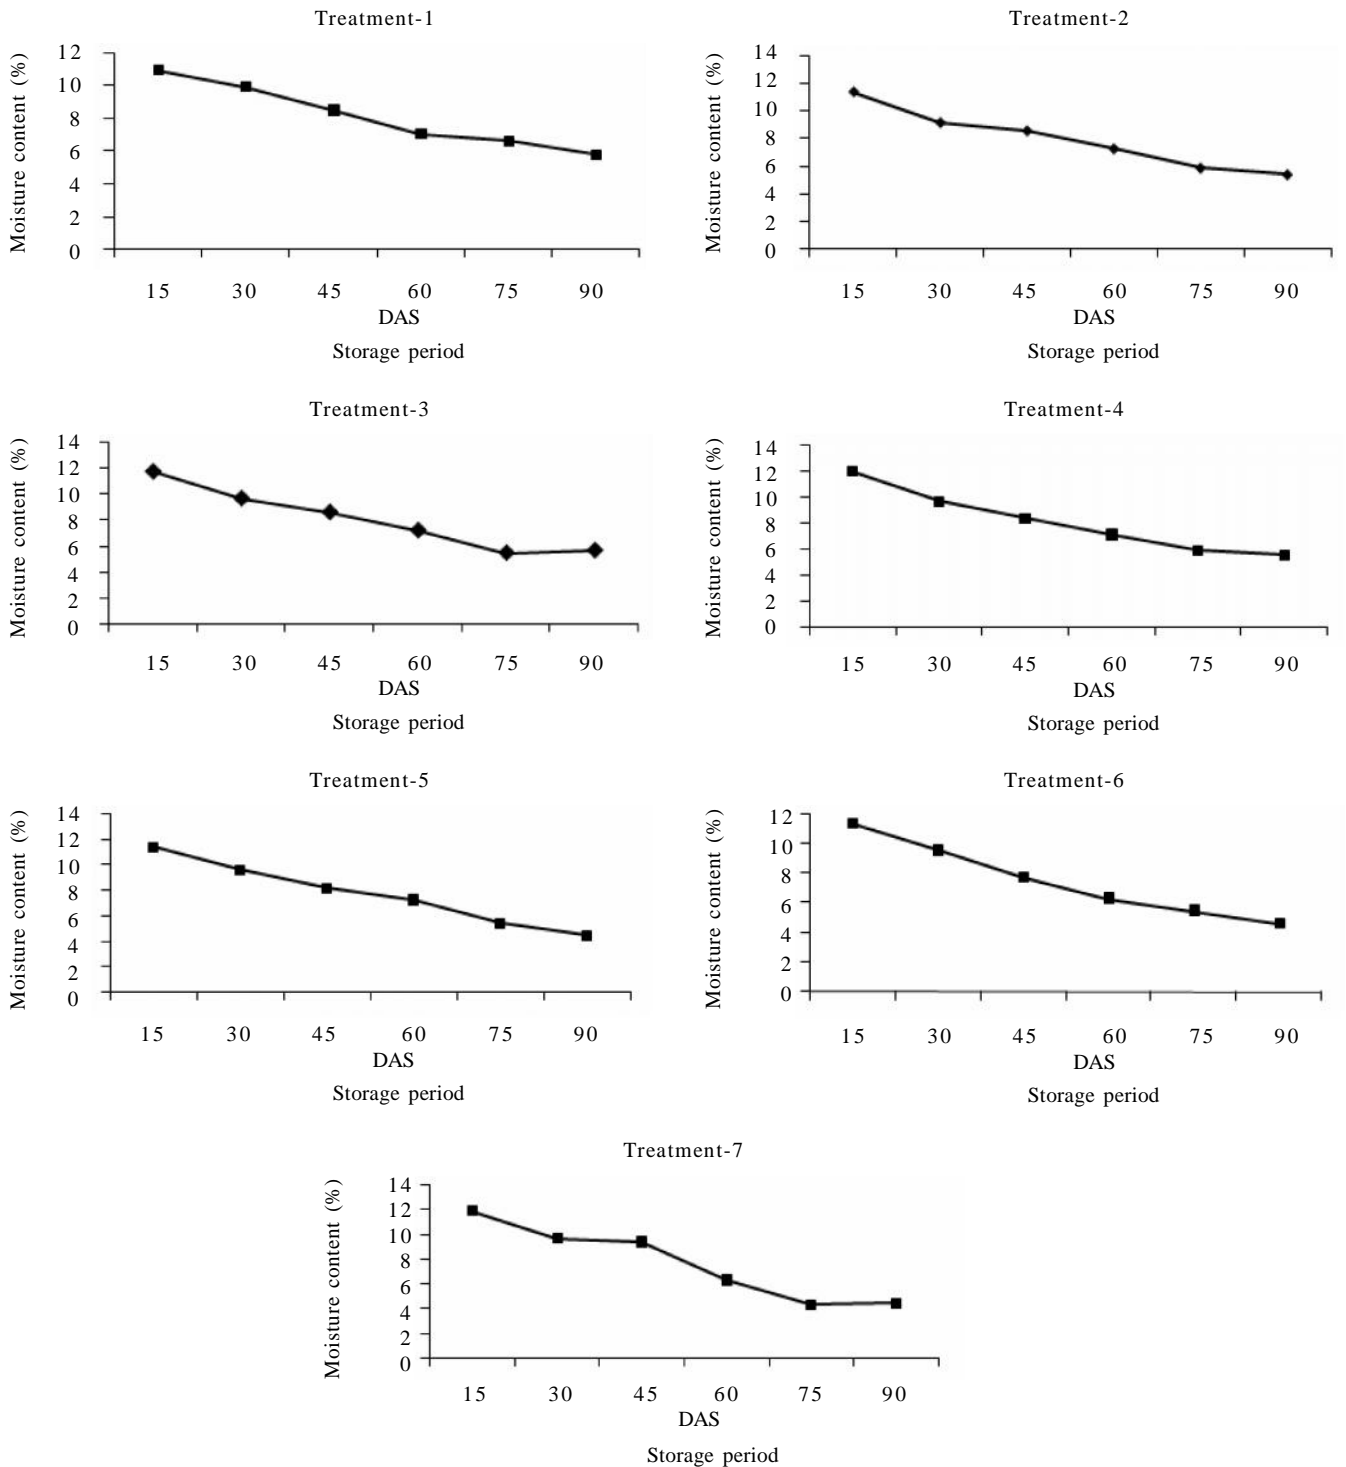 Treatment-1
Moisture content (%)
12
10
8
6
4
2
0
15 30 45 60 75 90
DAS
Storage period
Treatment-2
Moisture content (%)
14
12
10
8
6
4
2
0
15 30 45 60 75 90
DAS
Storage period
Treatment-3
Moisture content (%)
14
12
10
8
6
4
2
0
15 30 45 60 75 90
DAS
Storage period
Treatment-4
Moisture content (%)
14
12
10
8
6
4
2
0
15 30 45 60 75 90
DAS
Storage period
Treatment-5
Moisture content (%)
14
12
10
8
6
4
2
0
15 30 45 60 75 90
DAS
Storage period
Treatment-6
Moisture content (%)
12
10
8
6
4
2
0
15 30 45 60 75 90
DAS
Storage period
Treatment-7
Moisture content (%)
14
12
10
8
6
4
2
0
15 30 45 60 75 90
DAS
Storage period